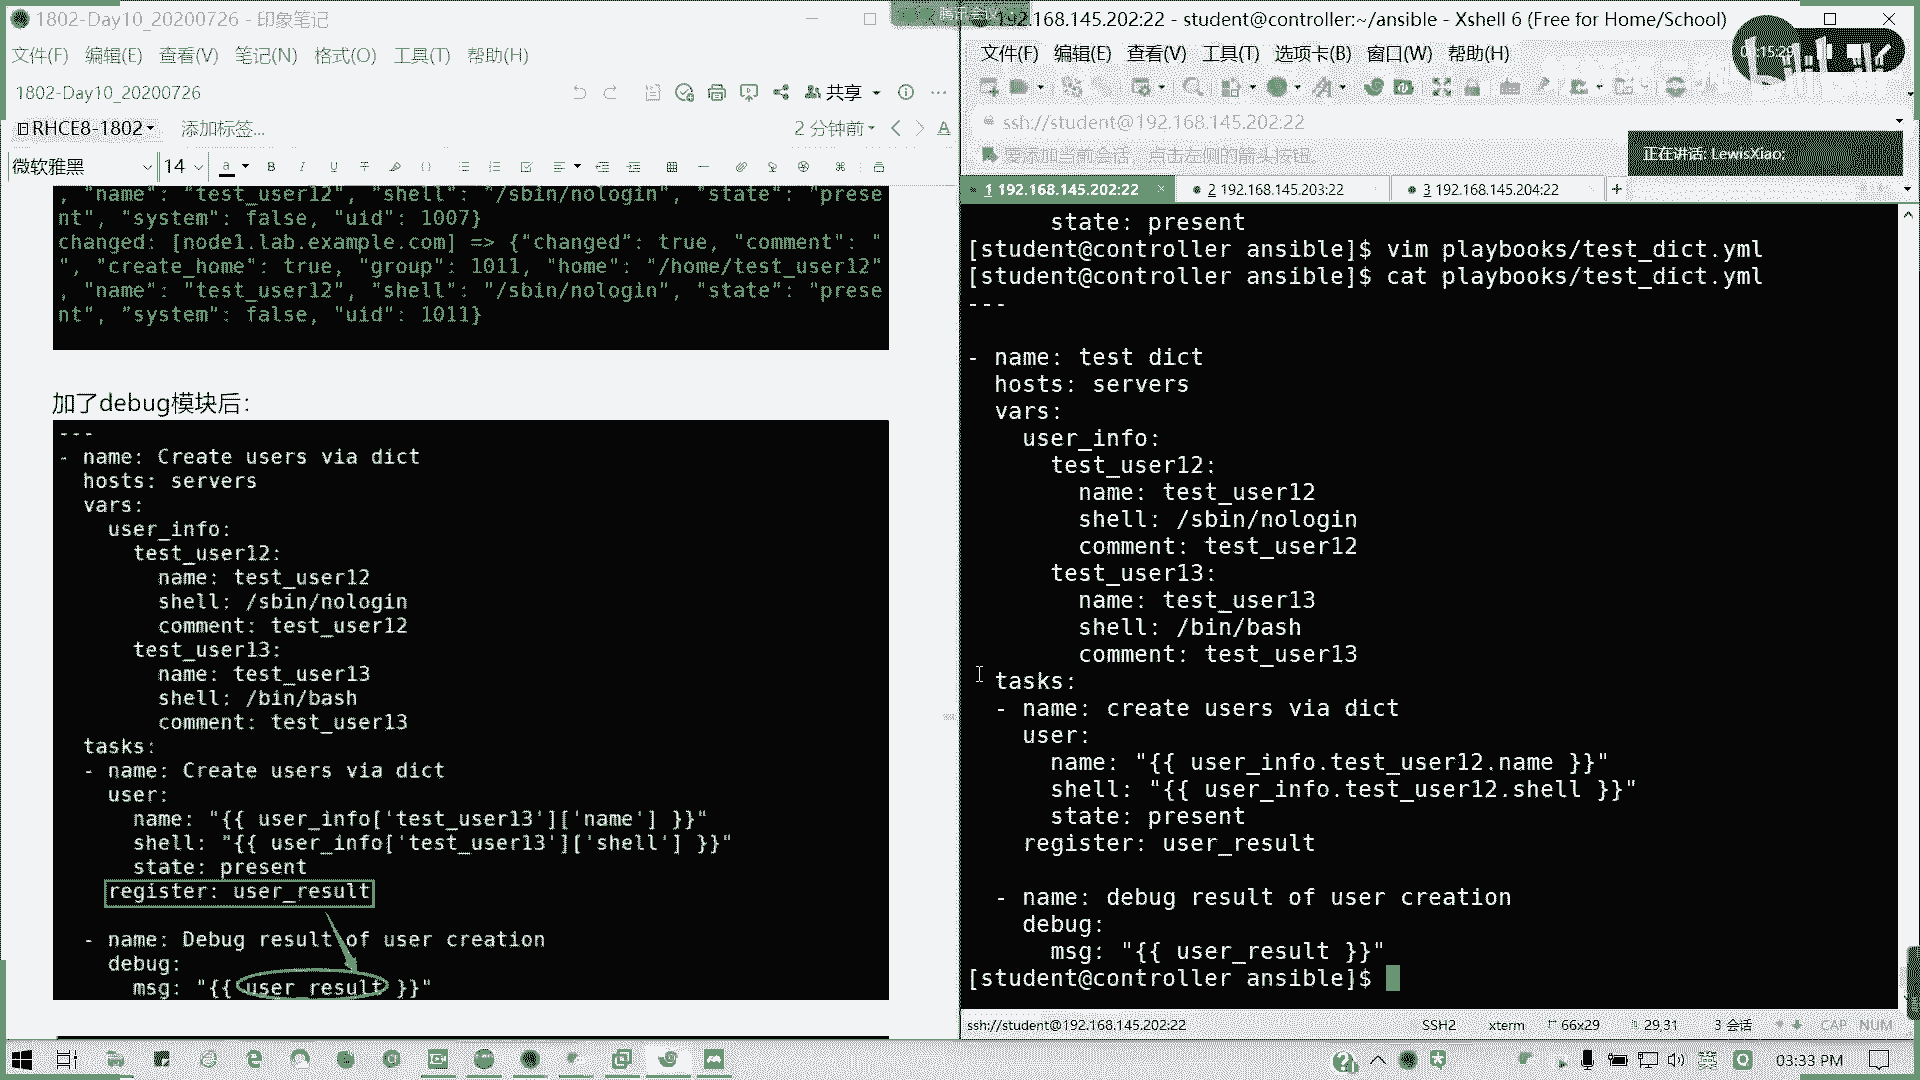 1802-Day10_20200726 - 印象笔记
文件(F) 编辑(E) 查看(V) 笔记(N) 格式(O) 工具(T) 帮助(H)
1802-Day10_20200726
共享
RHCE8-1802
添加标签...
2 分钟前
微软雅黑
14
, "name": "test_user12", "shell": "/sbin/nologin", "state": "prese
nt", "system": false, "uid": 1007}
changed: [node1.lab.example.com] => {"changed": true, "comment": "
", "create_home": true, "group": 1011, "home": "/home/test_user12"
, "name": "test_user12", "shell": "/sbin/nologin", "state": "prese
nt", "system": false, "uid": 1011}
加了debug模块后:
---
- name: Create users via dict
hosts: servers
vars:
user_info:
test_user12:
name: test_user12
shell: /sbin/nologin
comment: test_user12
test_user13:
name: test_user13
shell: /bin/bash
comment: test_user13
tasks:
- name: Create users via dict
user:
name: "{{ user_info['test_user13']['name'] }}"
shell: "{{ user_info['test_user13']['shell'] }}"
state: present
register: user_result
- name: Debug result of user creation
debug:
msg: "{{ user_result }}"
192.168.145.202:22 - student@controller:~/ansible - Xshell 6 (Free for Home/School)
文件(F) 编辑(E) 查看(V) 工具(T) 选项卡(B) 窗口(W) 帮助(H)
ssh://student@192.168.145.202:22
要添加当前会话，点击左侧的箭头按钮。
正在讲话: LewisXiao;
1 192.168.145.202:22
2 192.168.145.203:22
3 192.168.145.204:22
state: present
[student@controller ansible]$ vim playbooks/test_dict.yml
[student@controller ansible]$ cat playbooks/test_dict.yml
---
- name: test dict
hosts: servers
vars:
user_info:
test_user12:
name: test_user12
shell: /sbin/nologin
comment: test_user12
test_user13:
name: test_user13
shell: /bin/bash
comment: test_user13
tasks:
- name: create users via dict
user:
name: "{{ user_info.test_user12.name }}"
shell: "{{ user_info.test_user12.shell }}"
state: present
register: user_result
- name: debug result of user creation
debug:
msg: "{{ user_result }}"
[student@controller ansible]$
ssh://student@192.168.145.202:22
SSH2
xterm
66x29
29,31
3 会话
CAP NUM
03:33 PM